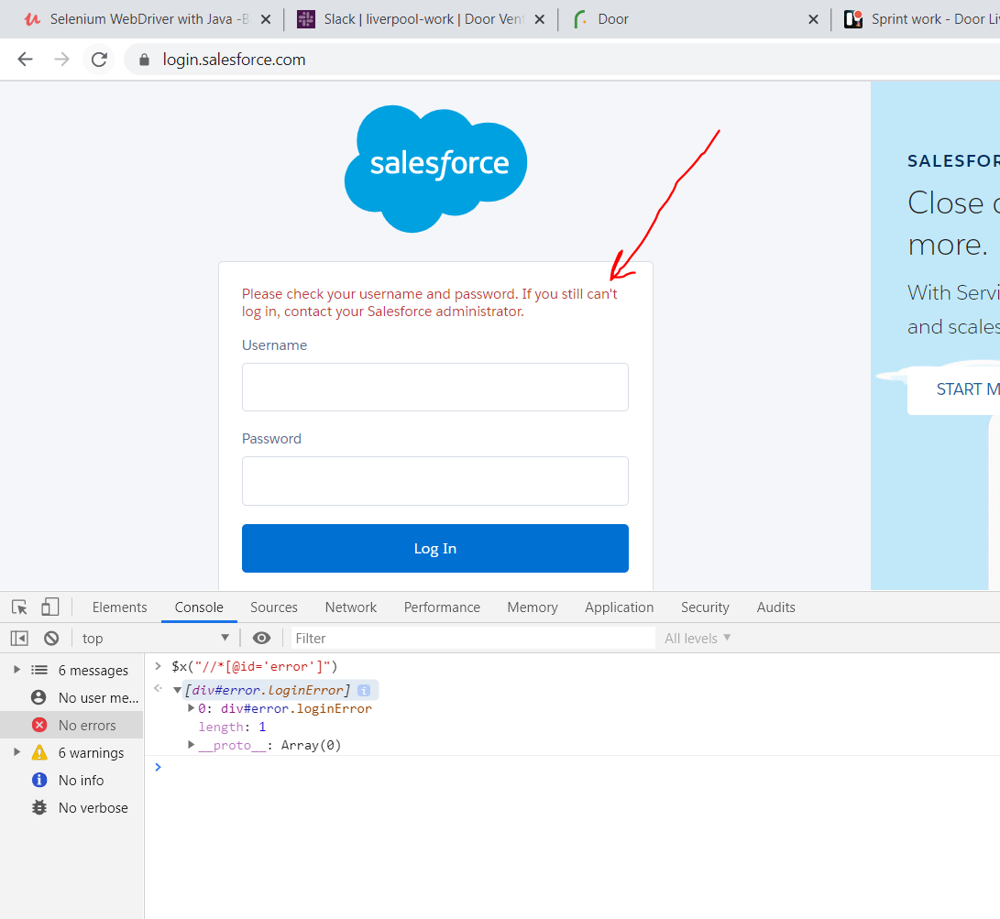 Selenium WebDriver with Java -B
Slack | liverpool-work | Door Vent
Door
Sprint work - Door Li
login.salesforce.com
salesforce
Please check your username and password. If you still can't
log in, contact your Salesforce administrator.
Username
Password
Log In
SALESFOR
Close
more.
With Servi
and scales
START M
Elements
Console
Sources
Network
Performance
Memory
Application
Security
Audits
top
Filter
All levels
6 messages
No user me...
No errors
6 warnings
No info
No verbose
$x("//*[@id='error']")
[div#error.loginError]
0: div#error.loginError
length: 1
__proto__: Array(0)